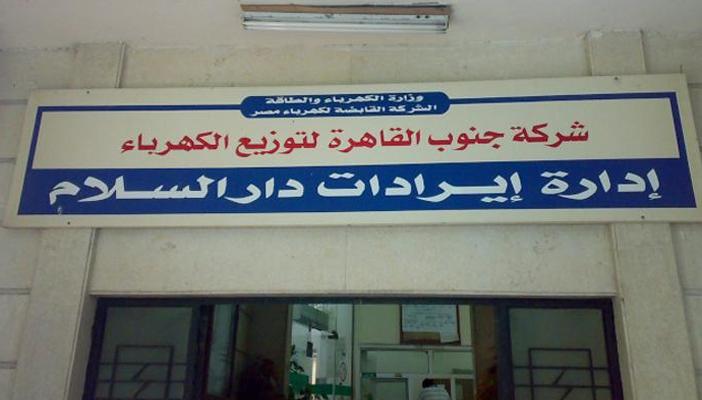 وزارة الكهرباء والطاقة
الشركة القابضة لكهرباء مصر
شركة جنوب القاهرة لتوزيع الكهرباء
إدارة إيرادات دار السلام